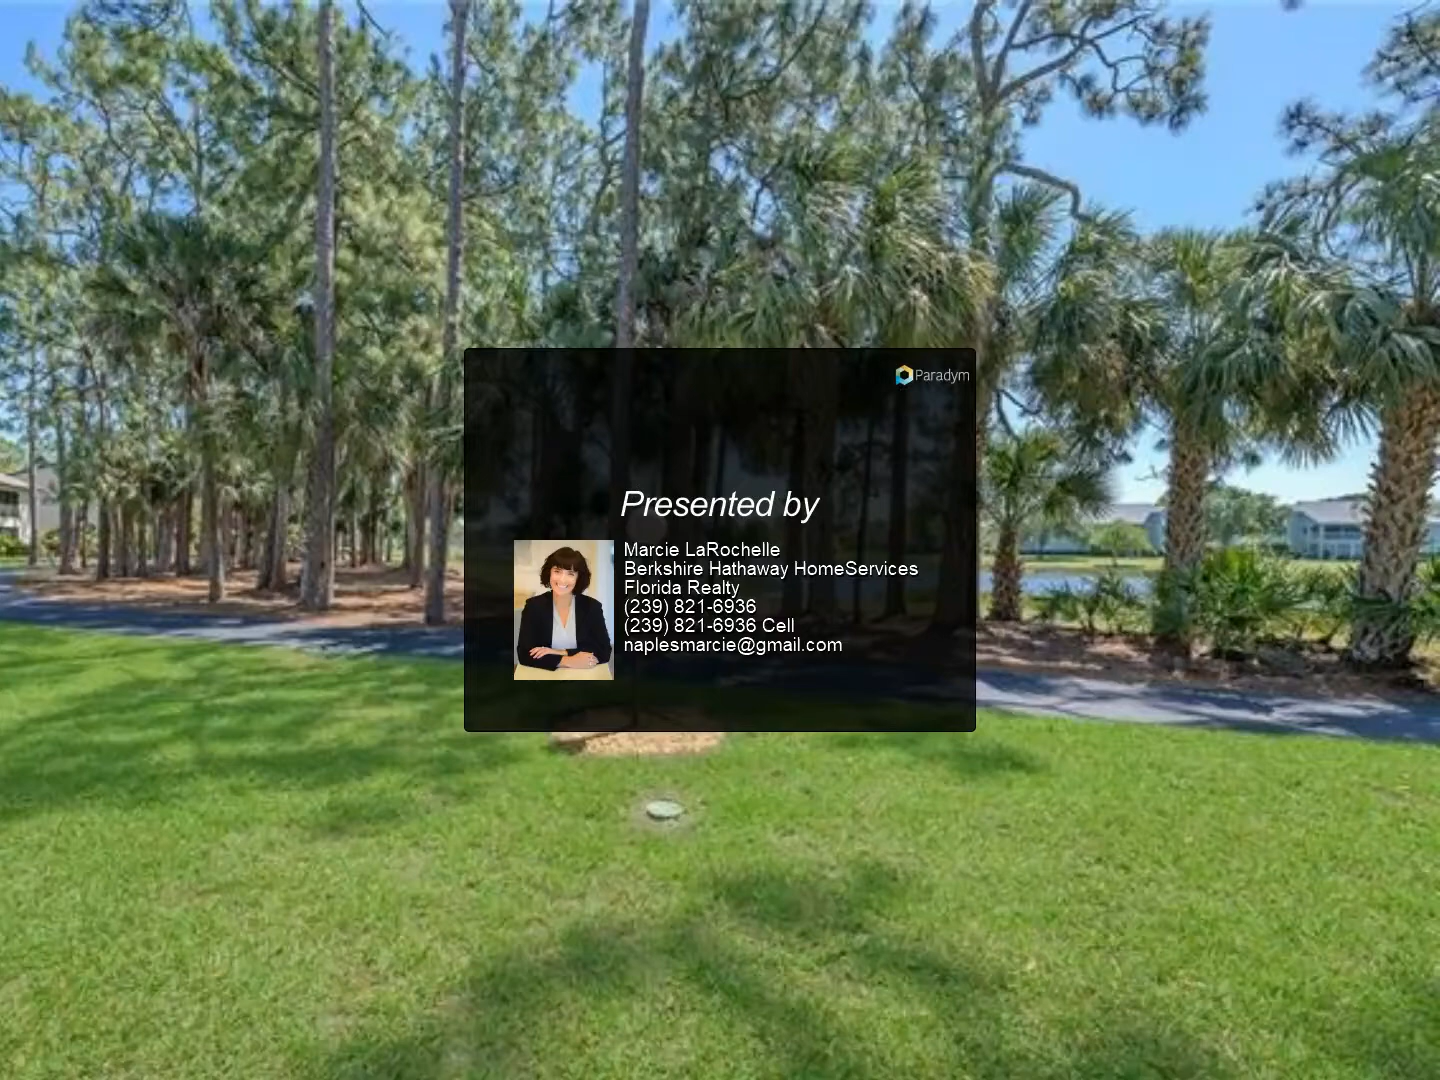 Paradym
Presented by
Marcie LaRochelle
Berkshire Hathaway HomeServices
Florida Realty
(239) 821-6936
(239) 821-6936 Cell
naplesmarcie@gmail.com